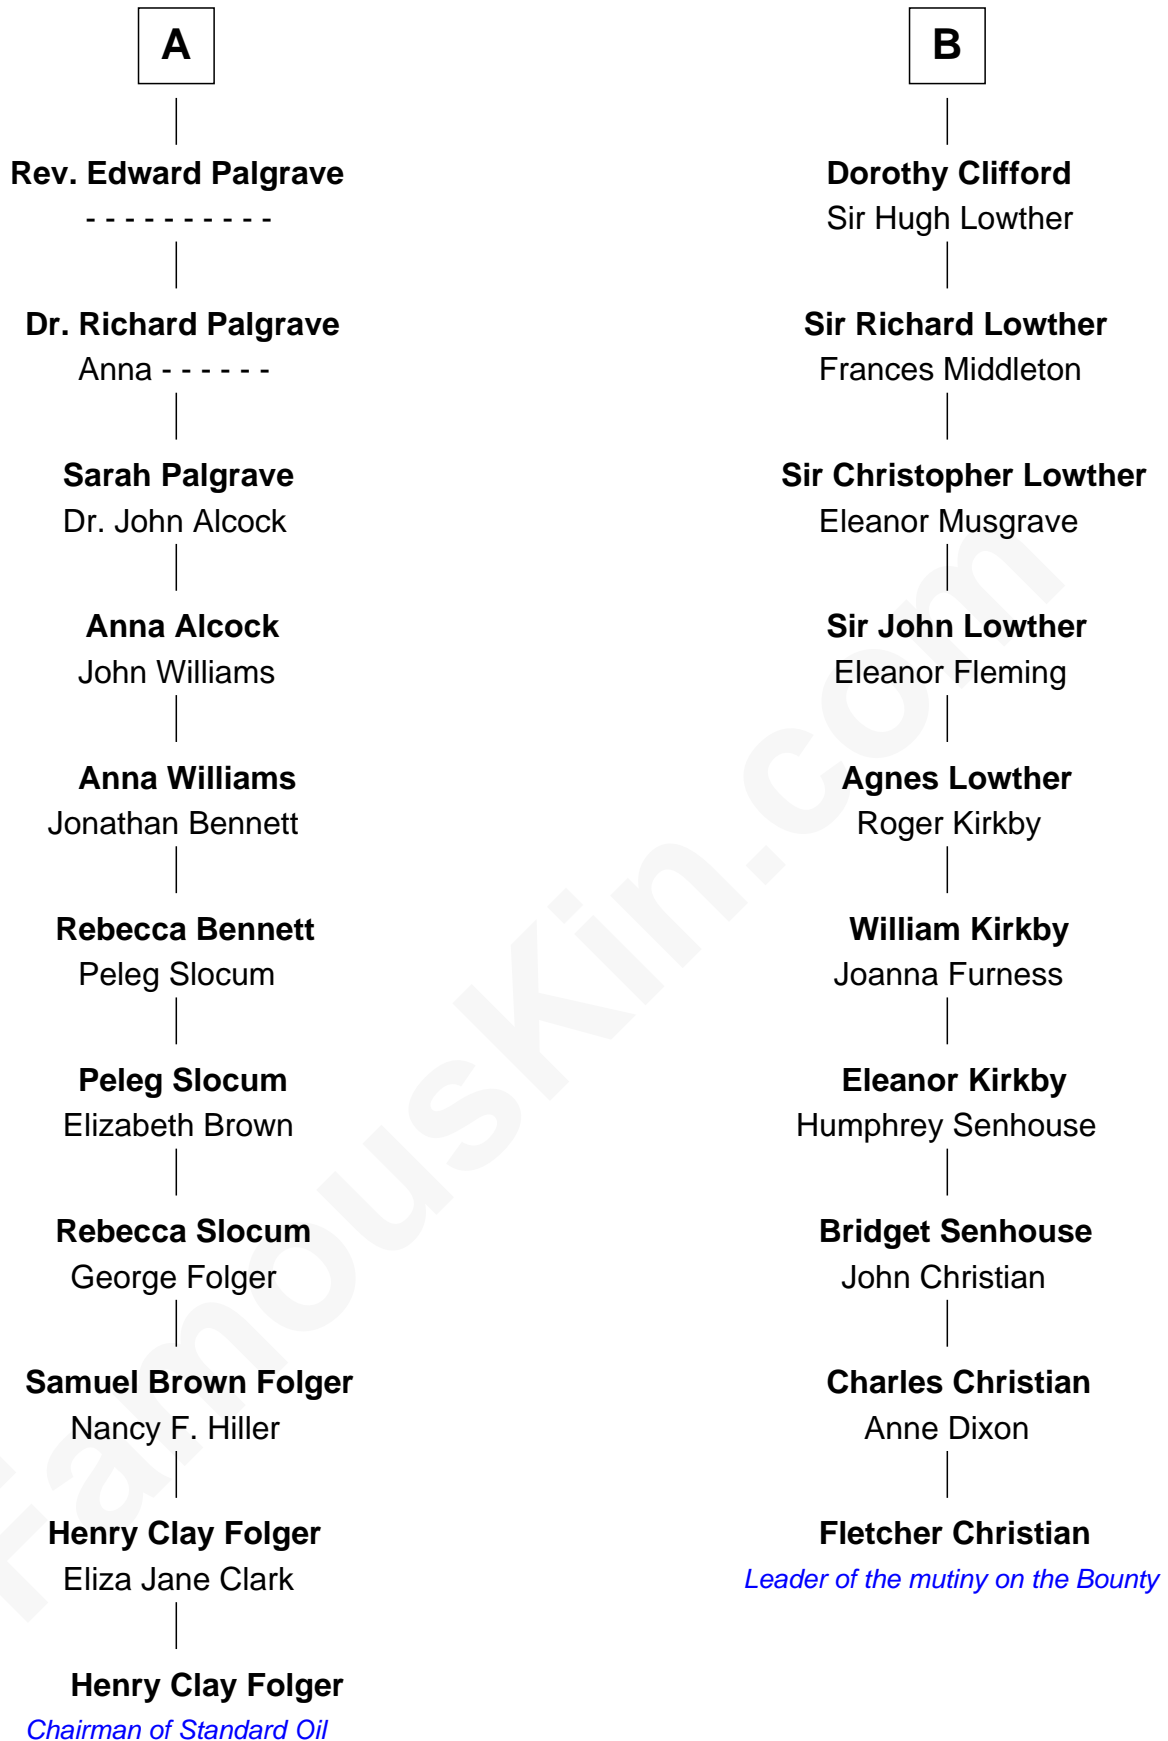 A
Rev. Edward Palgrave
- - - - - - - - - -
Dr. Richard Palgrave
Anna - - - - - -
Sarah Palgrave
Dr. John Alcock
Anna Alcock
John Williams
Anna Williams
Jonathan Bennett
Rebecca Bennett
Peleg Slocum
Peleg Slocum
Elizabeth Brown
Rebecca Slocum
George Folger
Samuel Brown Folger
Nancy F. Hiller
Henry Clay Folger
Eliza Jane Clark
Henry Clay Folger
Chairman of Standard Oil
B
Dorothy Clifford
Sir Hugh Lowther
Sir Richard Lowther
Frances Middleton
Sir Christopher Lowther
Eleanor Musgrave
Sir John Lowther
Eleanor Fleming
Agnes Lowther
Roger Kirkby
William Kirkby
Joanna Furness
Eleanor Kirkby
Humphrey Senhouse
Bridget Senhouse
John Christian
Charles Christian
Anne Dixon
Fletcher Christian
Leader of the mutiny on the Bounty
FamousKin.com